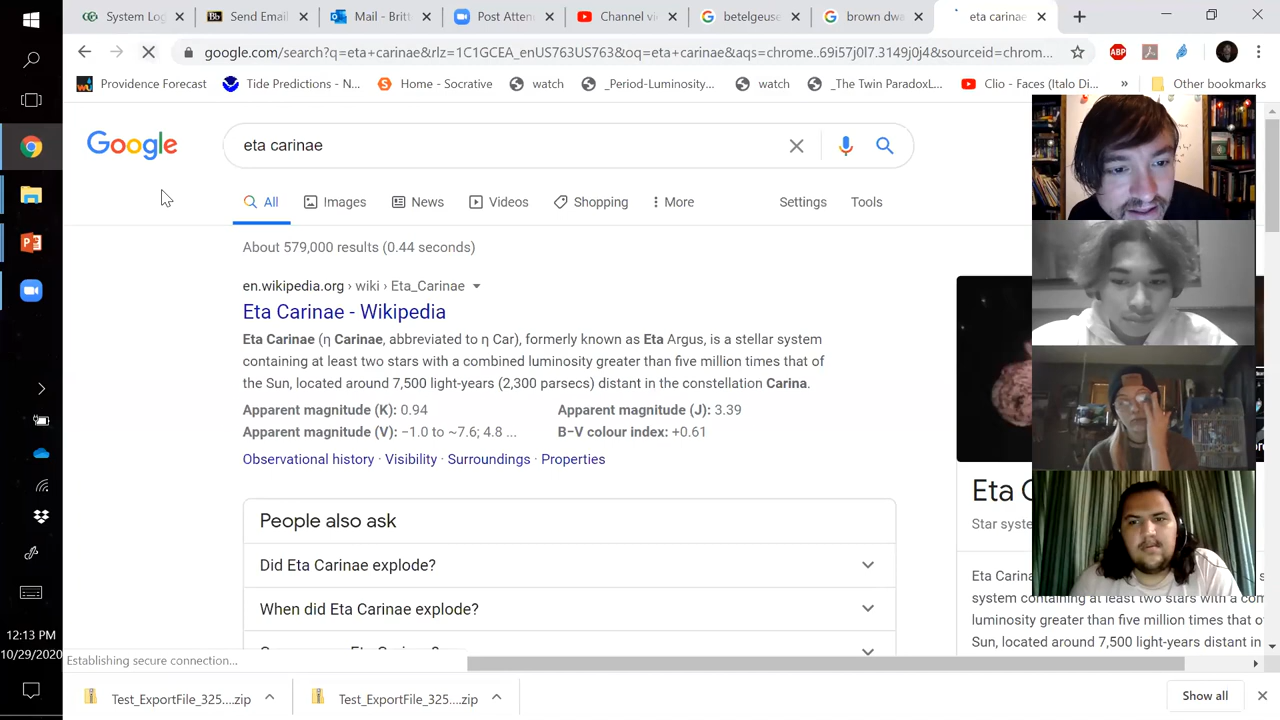 System Log
Send Email
Mail - Britt
Post Atten
Channel vi
betelgeus
brown dwa
eta carinae
google.com/search?q=eta+carinae&rlz=1C1GCEA_enUS763US763&oq=eta+carinae&aqs=chrome..69i57j0l7.3149j0j4&sourceid=chrom...
ABP
Providence Forecast
Tide Predictions - N...
Home - Socrative
watch
_Period-Luminosity...
watch
_The Twin ParadoxL...
Clio - Faces (Italo Di...
»
Other bookmarks
Google
eta carinae
All
Images
News
Videos
Shopping
More
Settings
Tools
About 579,000 results (0.44 seconds)
en.wikipedia.org › wiki › Eta_Carinae
Eta Carinae - Wikipedia
Eta Carinae (η Carinae, abbreviated to η Car), formerly known as Eta Argus, is a stellar system
containing at least two stars with a combined luminosity greater than five million times that of
the Sun, located around 7,500 light-years (2,300 parsecs) distant in the constellation Carina.
Apparent magnitude (K): 0.94
Apparent magnitude (J): 3.39
Apparent magnitude (V): −1.0 to ~7.6; 4.8 ...
B−V colour index: +0.61
Observational history · Visibility · Surroundings · Properties
People also ask
Did Eta Carinae explode?
When did Eta Carinae explode?
Eta C
Star syste
Eta Carina
system containing at least two stars with a com
luminosity greater than five million times that o
Sun, located around 7,500 light-years distant in
12:13 PM
10/29/2020
Establishing secure connection...
Test_ExportFile_325....zip
Test_ExportFile_325....zip
Show all